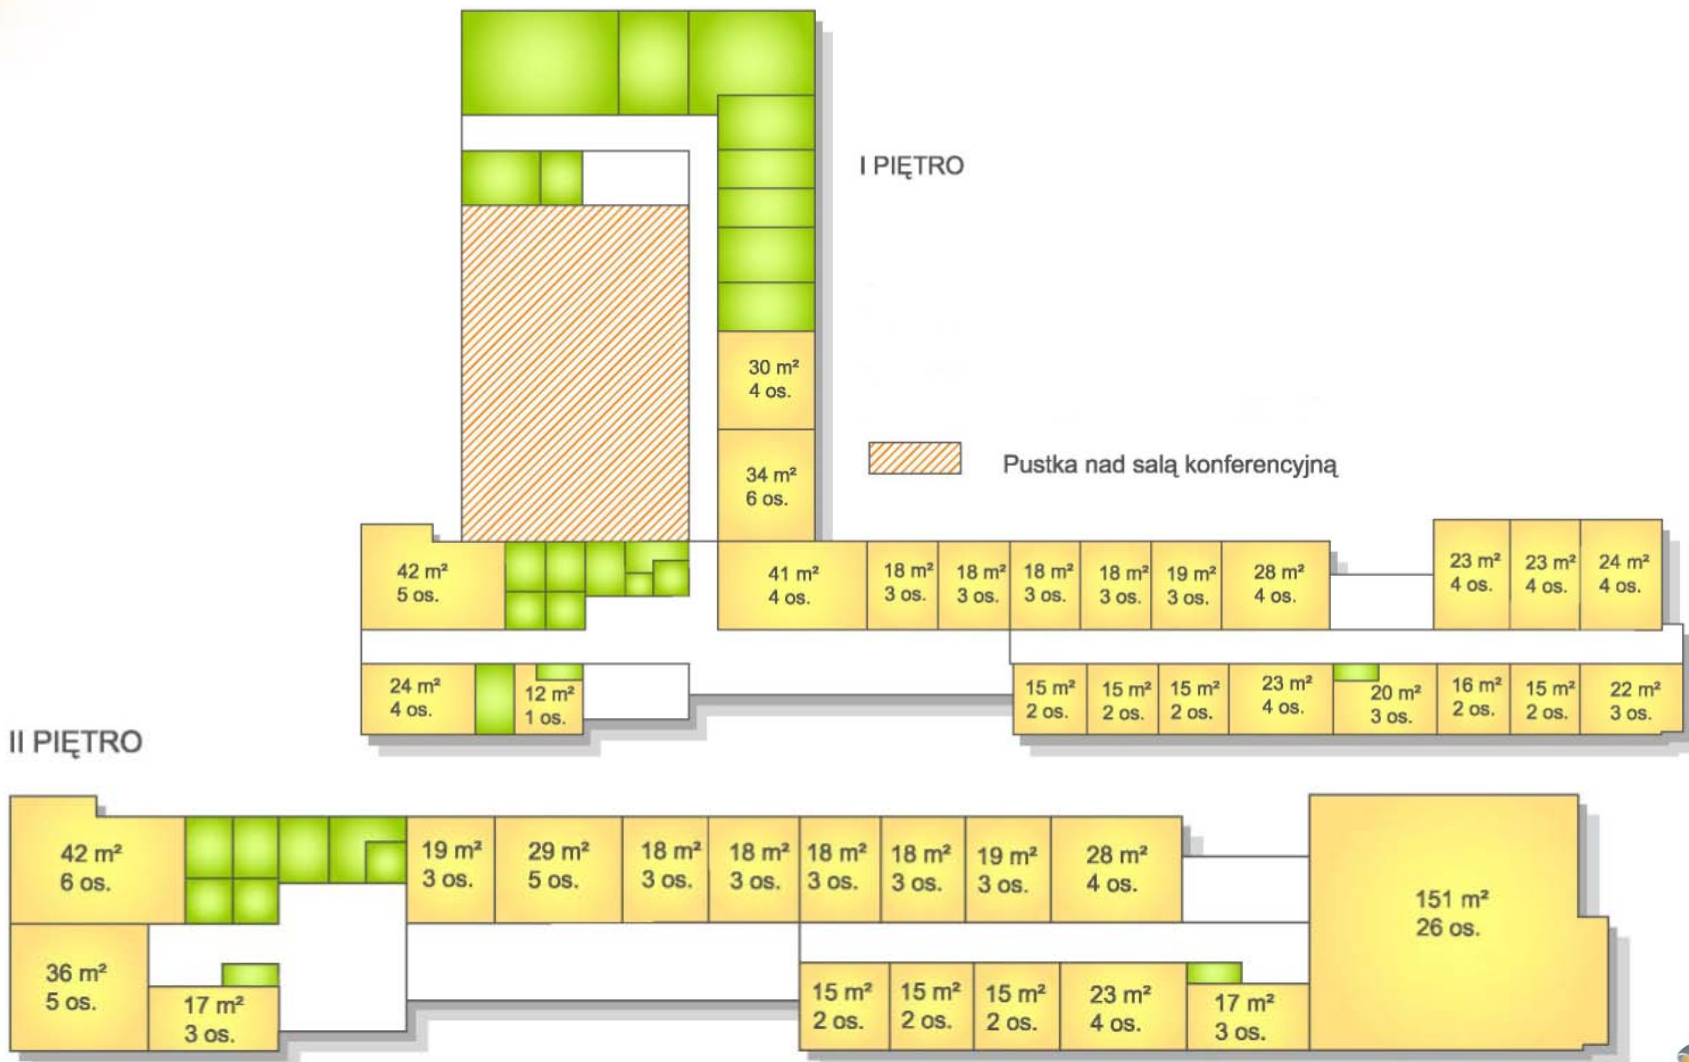 I PIĘTRO
30 m²
4 os.
34 m²
6 os.
Pustka nad salą konferencyjną
42 m²
5 os.
41 m²
4 os.
18 m²
3 os.
18 m²
3 os.
18 m²
3 os.
18 m²
3 os.
19 m²
3 os.
28 m²
4 os.
23 m²
4 os.
23 m²
4 os.
24 m²
4 os.
24 m²
4 os.
12 m²
1 os.
15 m²
2 os.
15 m²
2 os.
15 m²
2 os.
23 m²
4 os.
20 m²
3 os.
16 m²
2 os.
15 m²
2 os.
22 m²
3 os.
II PIĘTRO
42 m²
6 os.
19 m²
3 os.
29 m²
5 os.
18 m²
3 os.
18 m²
3 os.
18 m²
3 os.
18 m²
3 os.
19 m²
3 os.
28 m²
4 os.
151 m²
26 os.
36 m²
5 os.
17 m²
3 os.
15 m²
2 os.
15 m²
2 os.
15 m²
2 os.
23 m²
4 os.
17 m²
3 os.